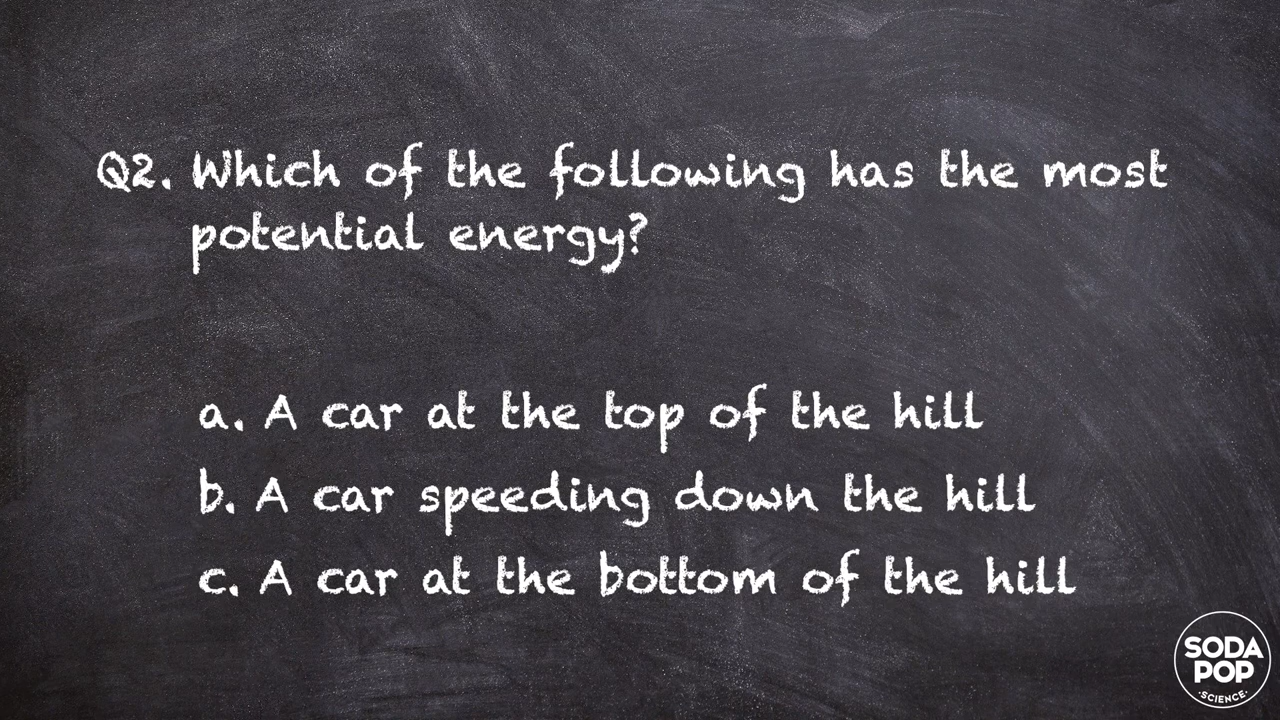 Q2. Which of the following has the most
potential energy?
a. A car at the top of the hill
b. A car speeding down the hill
c. A car at the bottom of the hill
SODA
POP
·SCIENCE·